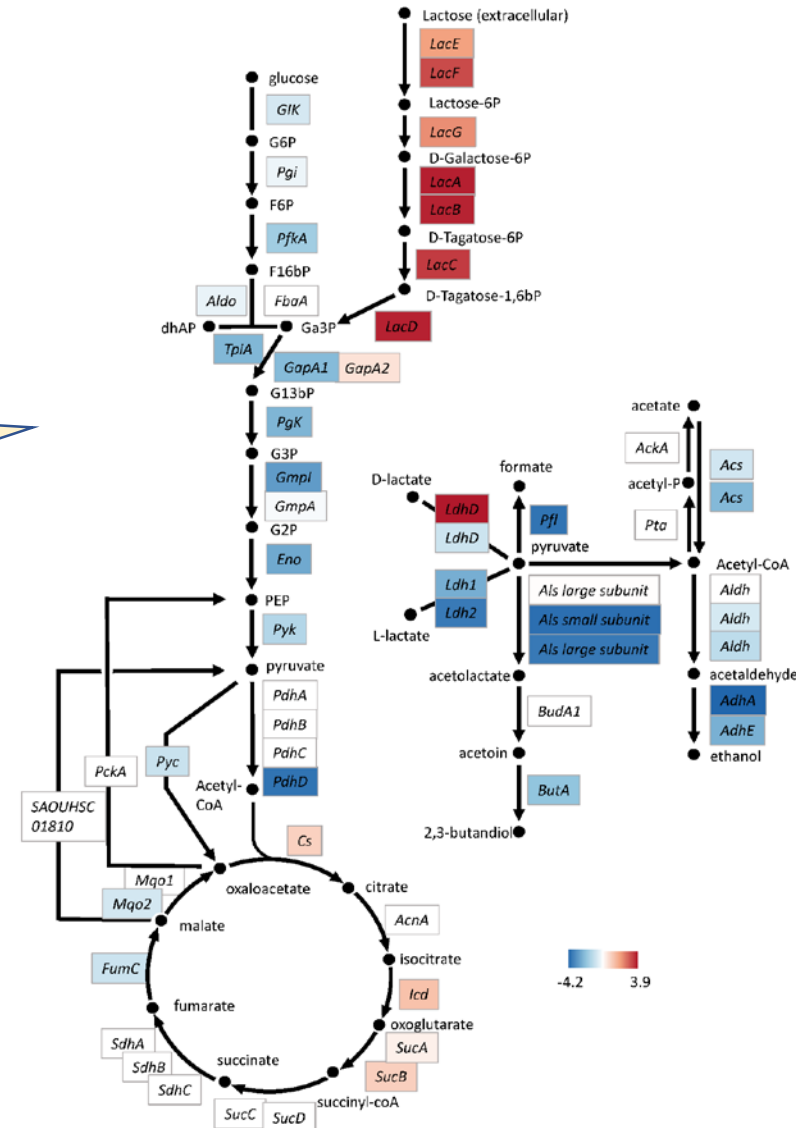 Lactose (extracellular)
LacE
LacF
Lactose-6P
LacG
D-Galactose-6P
LacA
LacB
D-Tagatose-6P
LacC
D-Tagatose-1,6bP
LacD
glucose
GlK
G6P
Pgi
F6P
PfkA
F16bP
Aldo
FbaA
dhAP
Ga3P
TpiA
GapA1
GapA2
G13bP
PgK
G3P
GmpI
GmpA
G2P
Eno
PEP
Pyk
pyruvate
PdhA
PdhB
PdhC
PdhD
Pyc
PckA
SAOUHSC
01810
Acetyl-
CoA
Cs
oxaloacetate
citrate
AcnA
isocitrate
Icd
oxoglutarate
SucA
SucB
succinyl-coA
SucC
SucD
succinate
SdhA
SdhB
SdhC
fumarate
FumC
malate
Mqo1
Mqo2
D-lactate
LdhD
LdhD
Ldh1
Ldh2
L-lactate
formate
Pfl
pyruvate
Als large subunit
Als small subunit
Als large subunit
acetolactate
BudA1
acetoin
ButA
2,3-butandiol
acetate
AckA
Acs
Acs
acetyl-P
Pta
Acetyl-CoA
Aldh
Aldh
Aldh
acetaldehyde
AdhA
AdhE
ethanol
-4.2
3.9